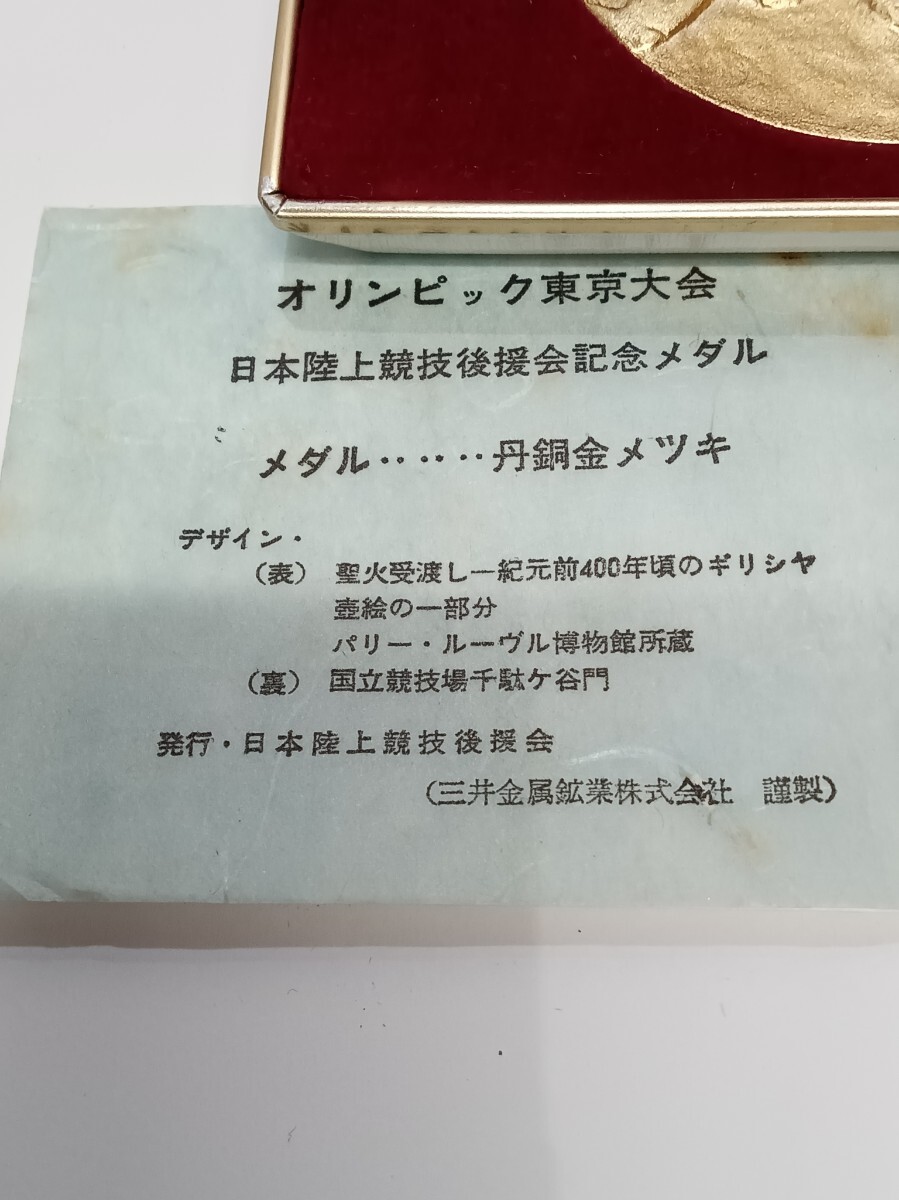 オリンピック東京大会
日本陸上競技後援会記念メダル
メダル‥‥‥丹銅金メツキ
デザイン・
(表) 聖火受渡し―紀元前400年頃のギリシヤ
壺絵の一部分
パリー・ルーヴル博物館所蔵
(裏) 国立競技場千駄ケ谷門
発行・日本陸上競技後援会
(三井金属鉱業株式会社 謹製)